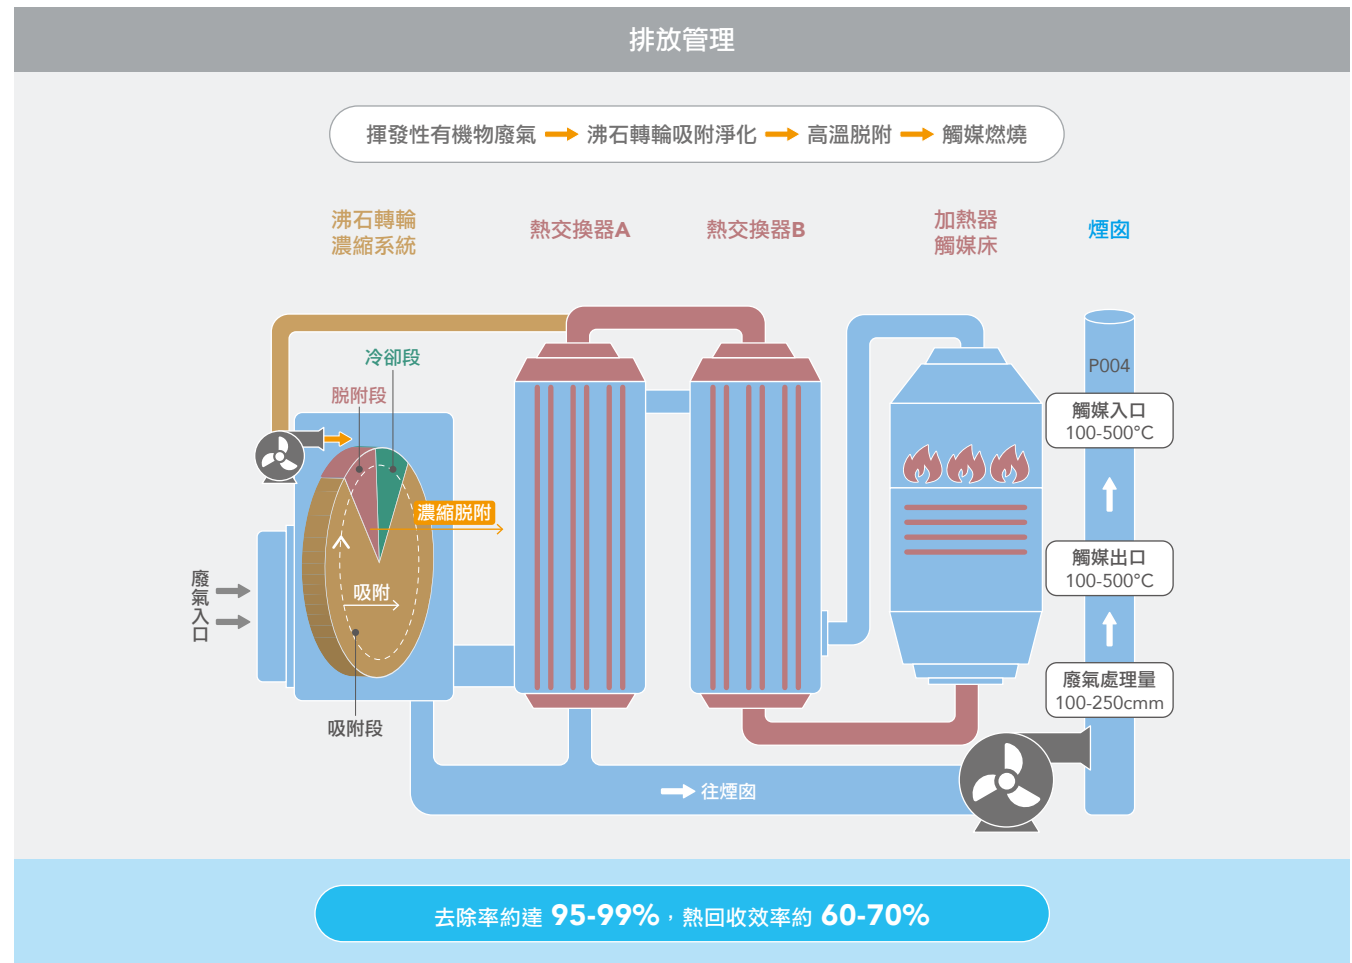 排放管理
揮發性有機物廢氣 → 沸石轉輪吸附淨化 → 高溫脱附 → 觸媒燃燒
沸石轉輪
濃縮系統
熱交換器A
熱交換器B
加熱器
觸媒床
煙囪
冷卻段
脱附段
濃縮脱附
吸附
廢氣入口
吸附段
P004
觸媒入口
100-500°C
觸媒出口
100-500°C
廢氣處理量
100-250cmm
往煙囪
去除率約達 95-99%，熱回收效率約 60-70%